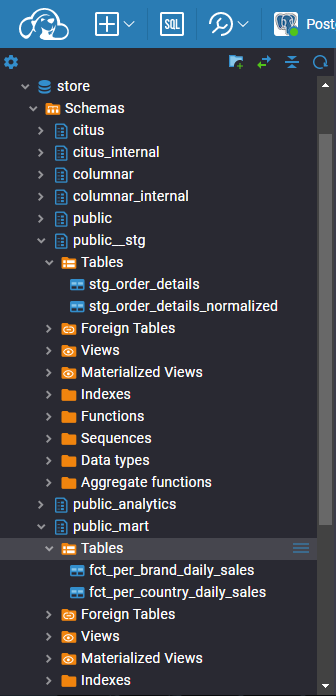 SQL
Post
store
Schemas
citus
citus_internal
columnar
columnar_internal
public
public__stg
Tables
stg_order_details
stg_order_details_normalized
Foreign Tables
Views
Materialized Views
Indexes
Functions
Sequences
Data types
Aggregate functions
public_analytics
public_mart
Tables
fct_per_brand_daily_sales
fct_per_country_daily_sales
Foreign Tables
Views
Materialized Views
Indexes